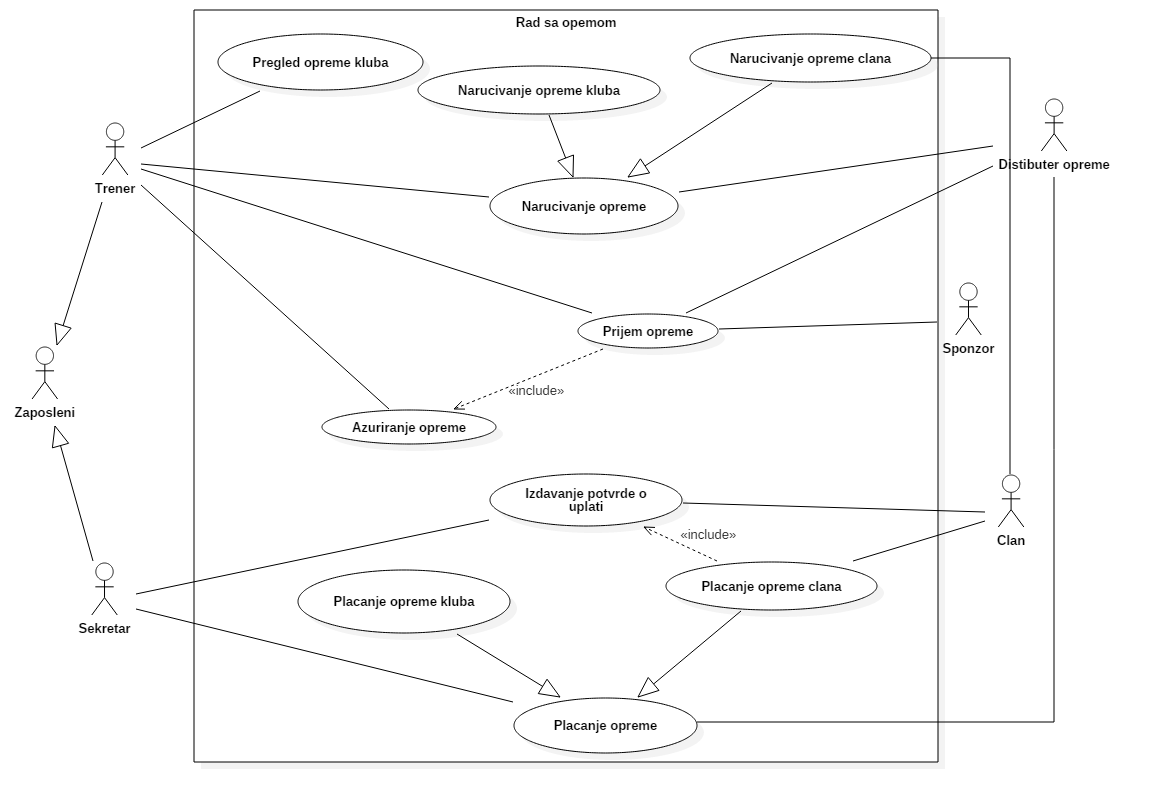 Rad sa opemom
Pregled opreme kluba
Narucivanje opreme kluba
Narucivanje opreme clana
Trener
Distibuter opreme
Narucivanje opreme
Prijem opreme
Sponzor
«include»
Zaposleni
Azuriranje opreme
Izdavanje potvrde o
uplati
«include»
Clan
Placanje opreme kluba
Placanje opreme clana
Sekretar
Placanje opreme